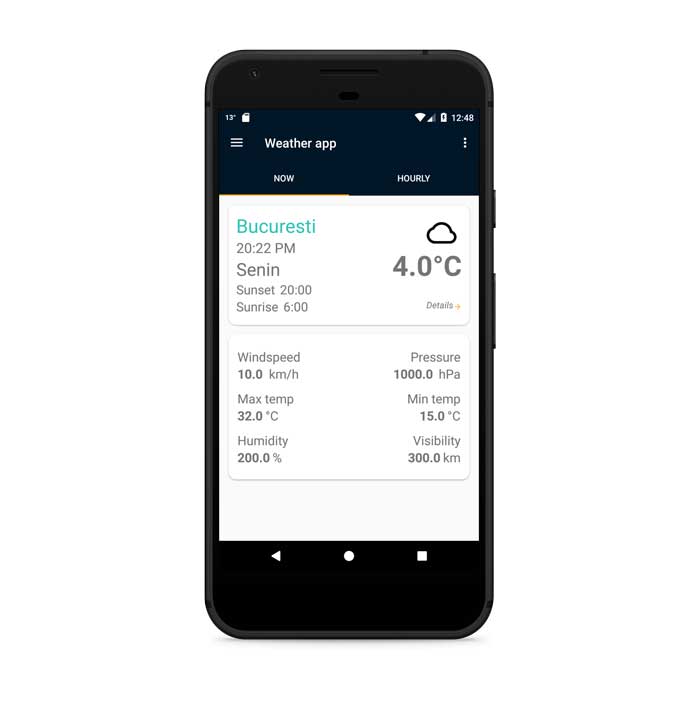 13° 12:48
Weather app
NOW HOURLY
Bucuresti
20:22 PM
Senin
4.0°C
Sunset 20:00
Sunrise 6:00
Details
Windspeed Pressure
10.0 km/h 1000.0 hPa
Max temp Min temp
32.0 °C 15.0 °C
Humidity Visibility
200.0 % 300.0 km